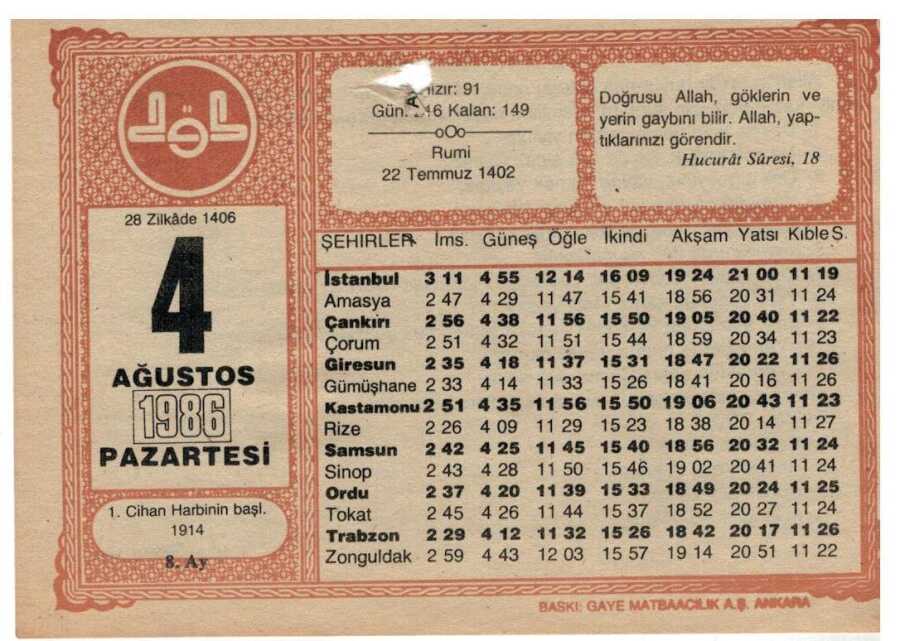 28 Zilkâde 1406
4
AĞUSTOS
1986
PAZARTESİ
1. Cihan Harbinin başl.
1914
8. Ay
91
Kalan: 149
oOo
Rumi
22 Temmuz 1402
Doğrusu Allah, göklerin ve
yerin gaybını bilir. Allah, yap-
tıklarınızı görendir.
Hucurât Sûresi, 18
ŞEHIRLER İms. Güneş Öğle İkindi Akşam Yatsı Kıble S.
İstanbul 3 11 4 55 12 14 16 09 19 24 21 00 11 19
Amasya 2 47 4 29 11 47 15 41 18 56 20 31 11 24
Çankırı 2 56 4 38 11 56 15 50 19 05 20 40 11 22
Çorum 2 51 4 32 11 51 15 44 18 59 20 34 11 23
Giresun 2 35 4 18 11 37 15 31 18 47 20 22 11 26
Gümüşhane 2 33 4 14 11 33 15 26 18 41 20 16 11 26
Kastamonu 2 51 4 35 11 56 15 50 19 06 20 43 11 23
Rize 2 26 4 09 11 29 15 23 18 38 20 14 11 27
Samsun 2 42 4 25 11 45 15 40 18 56 20 32 11 24
Sinop 2 43 4 28 11 50 15 46 19 02 20 41 11 24
Ordu 2 37 4 20 11 39 15 33 18 49 20 24 11 25
Tokat 2 45 4 26 11 44 15 37 18 52 20 27 11 24
Trabzon 2 29 4 12 11 32 15 26 18 42 20 17 11 26
Zonguldak 2 59 4 43 12 03 15 57 19 14 20 51 11 22
BASKI: GAYE MATBAACILIK A.Ş. ANKARA